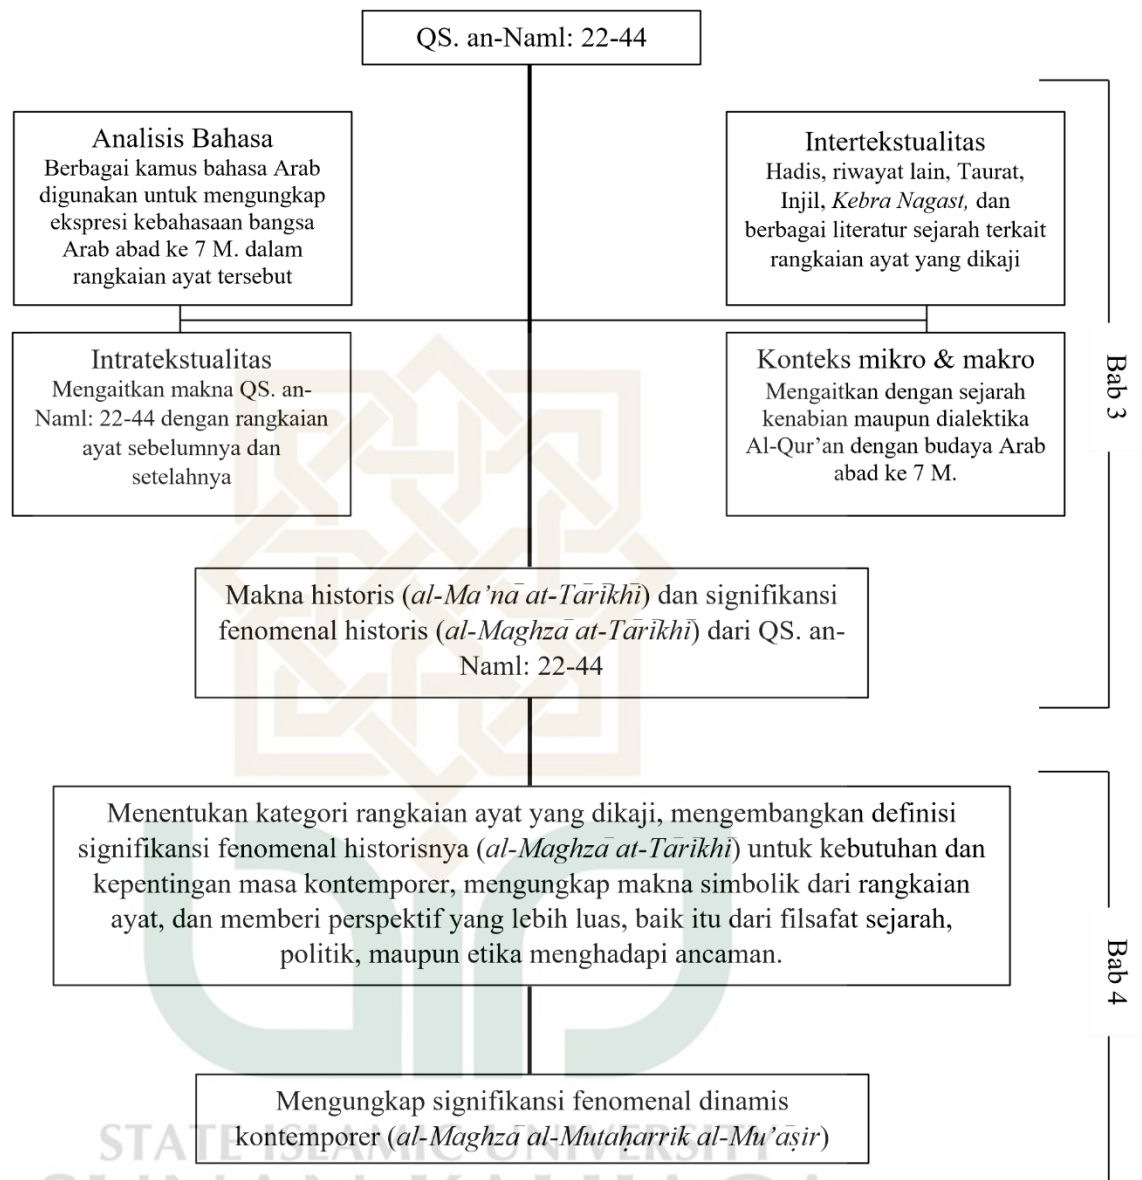 QS. an-Naml: 22-44
Analisis Bahasa
Berbagai kamus bahasa Arab
digunakan untuk mengungkap
ekspresi kebahasaan bangsa
Arab abad ke 7 M. dalam
rangkaian ayat tersebut
Intertekstualitas
Hadis, riwayat lain, Taurat,
Injil, Kebra Nagast, dan
berbagai literatur sejarah terkait
rangkaian ayat yang dikaji
Intratekstualitas
Mengaitkan makna QS. an-
Naml: 22-44 dengan rangkaian
ayat sebelumnya dan
setelahnya
Konteks mikro & makro
Mengaitkan dengan sejarah
kenabian maupun dialektika
Al-Qur’an dengan budaya Arab
abad ke 7 M.
Bab 3
Makna historis (al-Ma’nā at-Tārīkhī) dan signifikansi
fenomenal historis (al-Maghzā at-Tārīkhī) dari QS. an-
Naml: 22-44
Menentukan kategori rangkaian ayat yang dikaji, mengembangkan definisi
signifikansi fenomenal historisnya (al-Maghzā at-Tārīkhī) untuk kebutuhan dan
kepentingan masa kontemporer, mengungkap makna simbolik dari rangkaian
ayat, dan memberi perspektif yang lebih luas, baik itu dari filsafat sejarah,
politik, maupun etika menghadapi ancaman.
Bab 4
Mengungkap signifikansi fenomenal dinamis
kontemporer (al-Maghzā al-Mutaḥarrik al-Mu’āṣir)
STATE ISLAMIC UNIVERSITY
SUNAN KALIJAGA